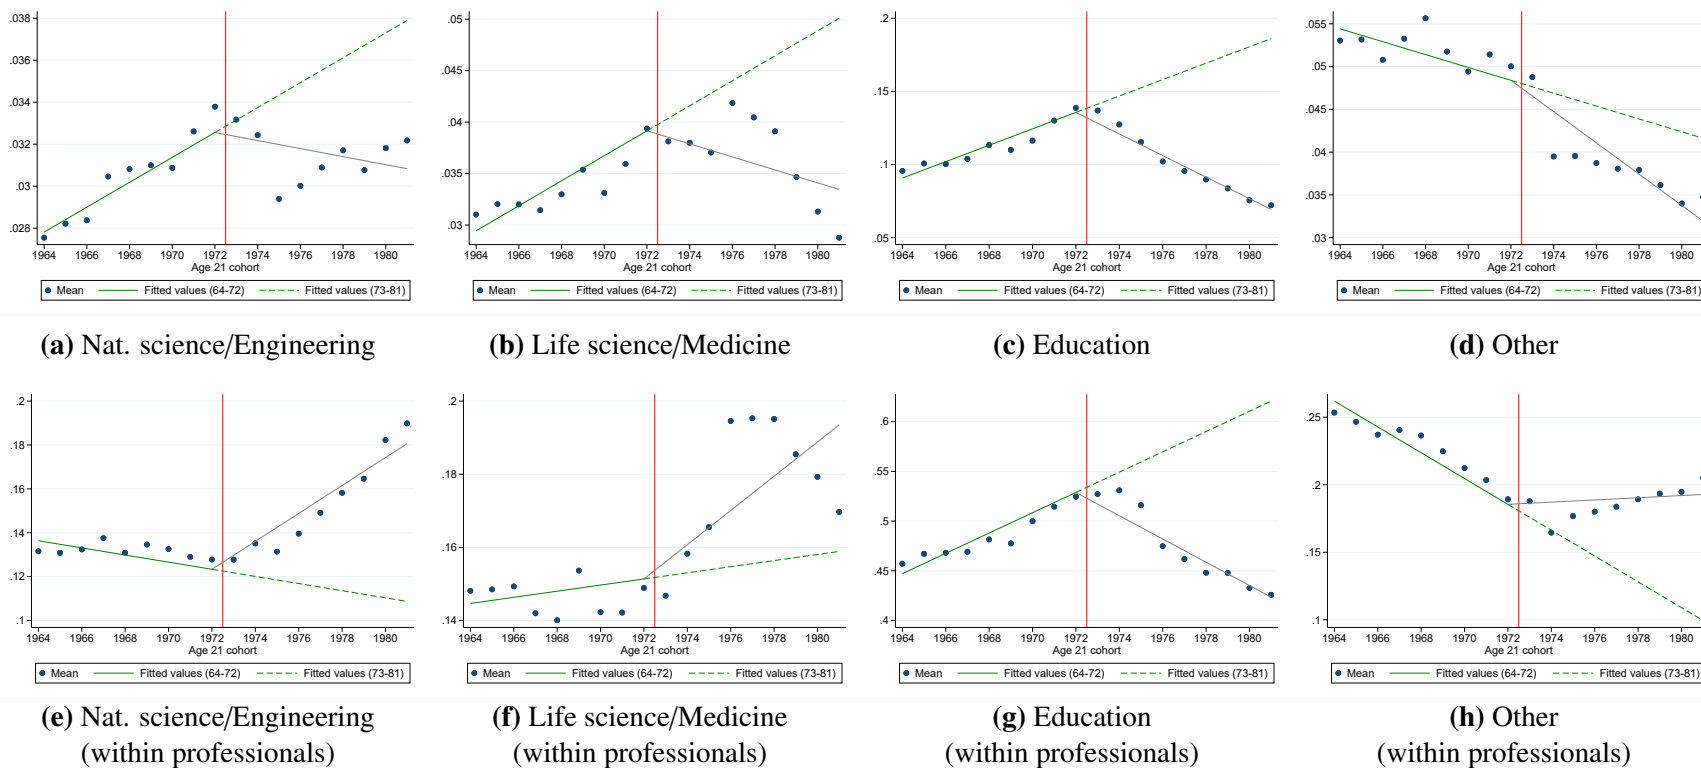 .038
.036
.034
.032
.03
.028
1964 1966 1968 1970 1972 1974 1976 1978 1980
Age 21 cohort
Mean Fitted values (64-72) Fitted values (73-81)
(a) Nat. science/Engineering
.05
.045
.04
.035
.03
1964 1966 1968 1970 1972 1974 1976 1978 1980
Age 21 cohort
Mean Fitted values (64-72) Fitted values (73-81)
(b) Life science/Medicine
.2
.15
.1
.05
1964 1966 1968 1970 1972 1974 1976 1978 1980
Age 21 cohort
Mean Fitted values (64-72) Fitted values (73-81)
(c) Education
.055
.05
.045
.04
.035
.03
1964 1966 1968 1970 1972 1974 1976 1978 1980
Age 21 cohort
Mean Fitted values (64-72) Fitted values (73-81)
(d) Other
.2
.18
.16
.14
.12
.1
1964 1966 1968 1970 1972 1974 1976 1978 1980
Age 21 cohort
Mean Fitted values (64-72) Fitted values (73-81)
(e) Nat. science/Engineering
(within professionals)
.2
.18
.16
.14
1964 1966 1968 1970 1972 1974 1976 1978 1980
Age 21 cohort
Mean Fitted values (64-72) Fitted values (73-81)
(f) Life science/Medicine
(within professionals)
.6
.55
.5
.45
.4
1964 1966 1968 1970 1972 1974 1976 1978 1980
Age 21 cohort
Mean Fitted values (64-72) Fitted values (73-81)
(g) Education
(within professionals)
.25
.2
.15
.1
1964 1966 1968 1970 1972 1974 1976 1978 1980
Age 21 cohort
Mean Fitted values (64-72) Fitted values (73-81)
(h) Other
(within professionals)